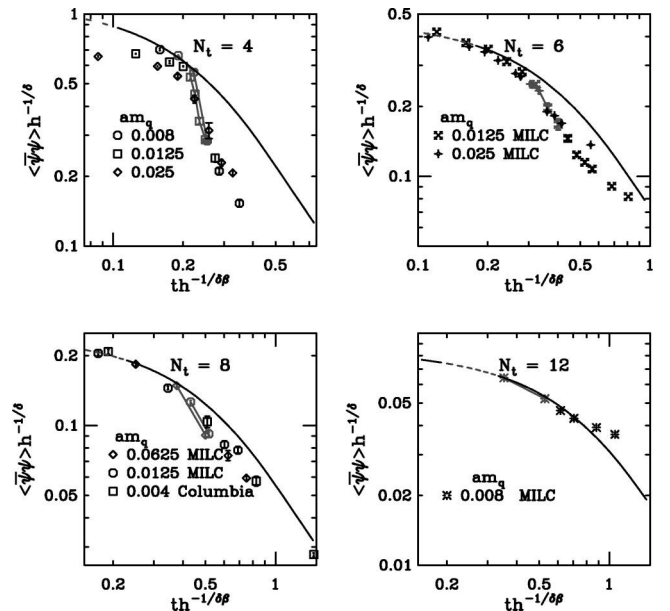 <ψ̄ψ>h^{-1/δ}
1
0.5
0.2
0.1
N_t = 4
am_q
0.008
0.0125
0.025
0.1 0.2 0.5
th^{-1/δβ}
<ψ̄ψ>h^{-1/δ}
0.5
0.2
0.1
N_t = 6
am_q
0.0125 MILC
0.025 MILC
0.1 0.2 0.5 1
th^{-1/δβ}
<ψ̄ψ>h^{-1/δ}
0.2
0.1
0.05
N_t = 8
am_q
0.0625 MILC
0.0125 MILC
0.004 Columbia
0.2 0.5 1
th^{-1/δβ}
<ψ̄ψ>h^{-1/δ}
0.05
0.02
0.01
N_t = 12
am_q
0.008 MILC
0.2 0.5 1
th^{-1/δβ}